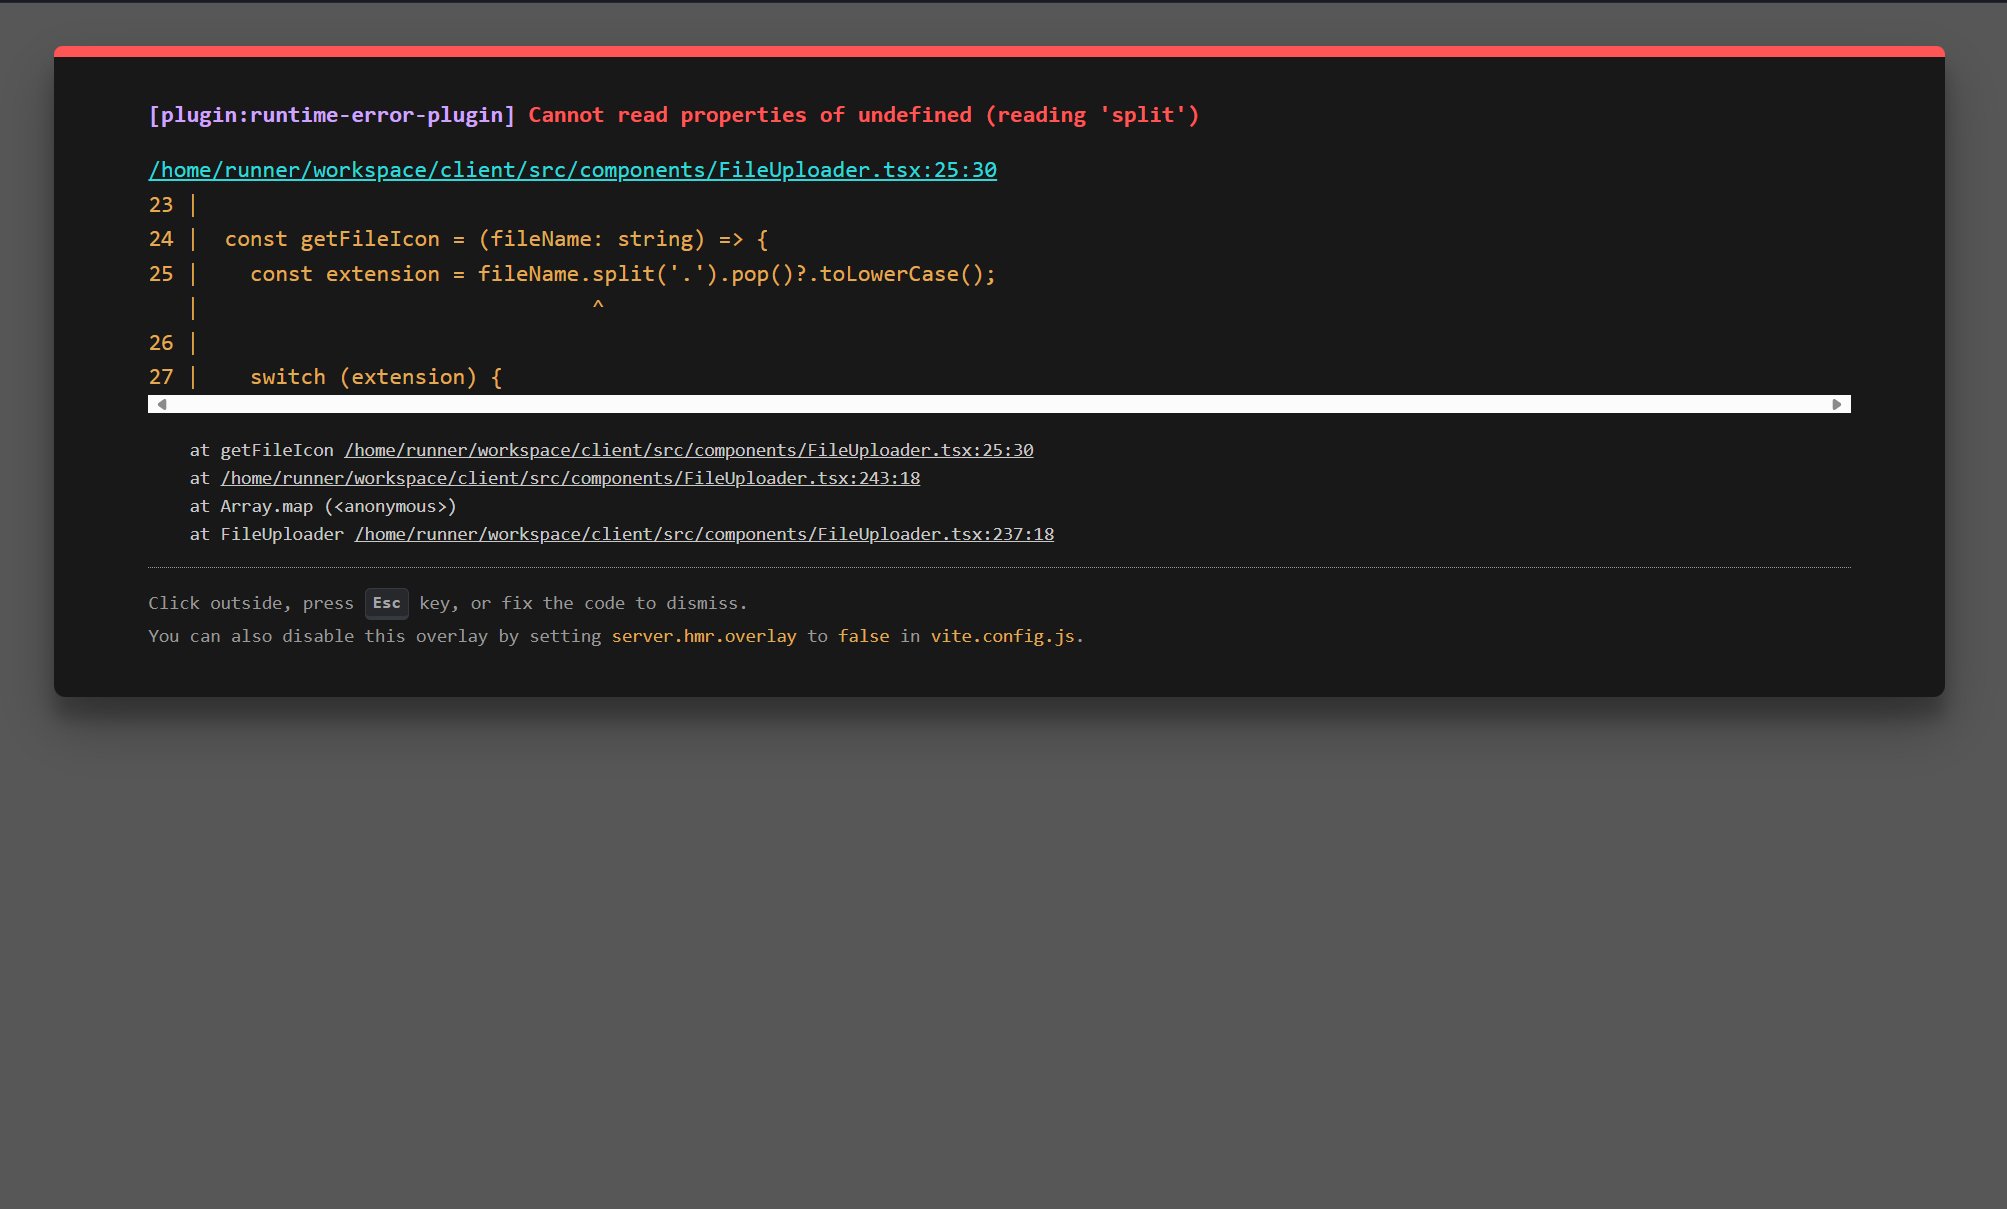 [plugin:runtime-error-plugin] Cannot read properties of undefined (reading 'split')
/home/runner/workspace/client/src/components/FileUploader.tsx:25:30
23 |
24 |  const getFileIcon = (fileName: string) => {
25 |    const extension = fileName.split('.').pop()?.toLowerCase();
   |                               ^
26 |
27 |    switch (extension) {
at getFileIcon /home/runner/workspace/client/src/components/FileUploader.tsx:25:30
at /home/runner/workspace/client/src/components/FileUploader.tsx:243:18
at Array.map (<anonymous>)
at FileUploader /home/runner/workspace/client/src/components/FileUploader.tsx:237:18
Click outside, press Esc key, or fix the code to dismiss.
You can also disable this overlay by setting server.hmr.overlay to false in vite.config.js.